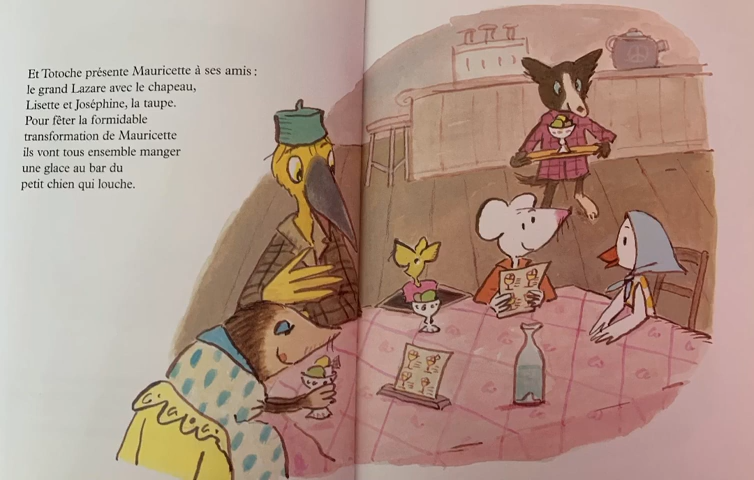 Et Totoche présente Mauricette à ses amis :
le grand Lazare avec le chapeau,
Lisette et Joséphine, la taupe.
Pour fêter la formidable
transformation de Mauricette
ils vont tous ensemble manger
une glace au bar du
petit chien qui louche.